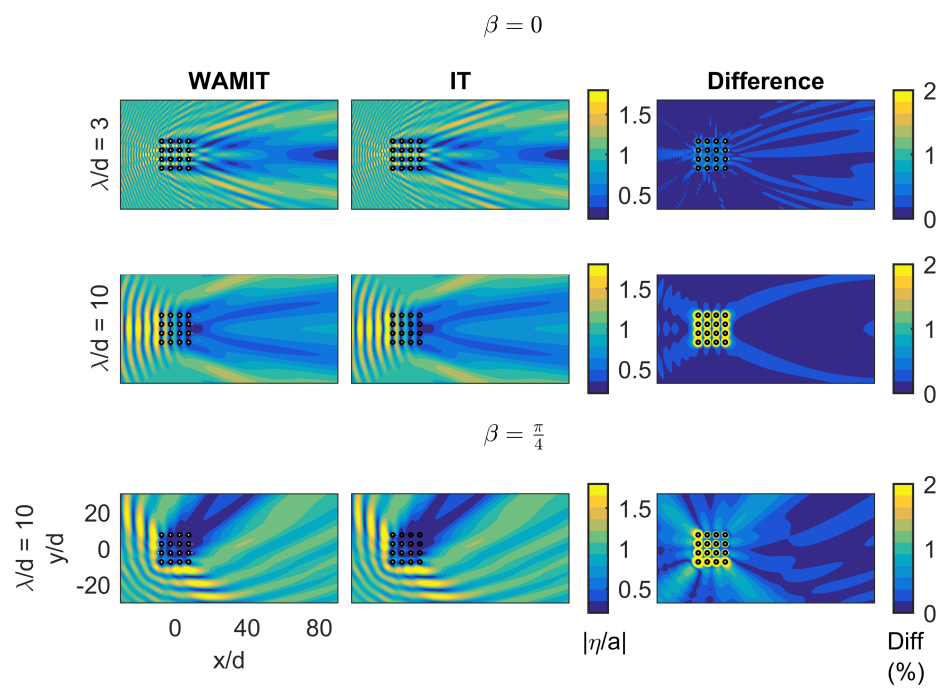 β = 0
WAMIT IT Difference
λ/d = 3
1.5
1
0.5
2
1
0
λ/d = 10
1.5
1
0.5
2
1
0
β = π/4
λ/d = 10
y/d
20
0
-20
0 40 80
x/d
1.5
1
0.5
|η/a|
2
1
0
Diff
(%)